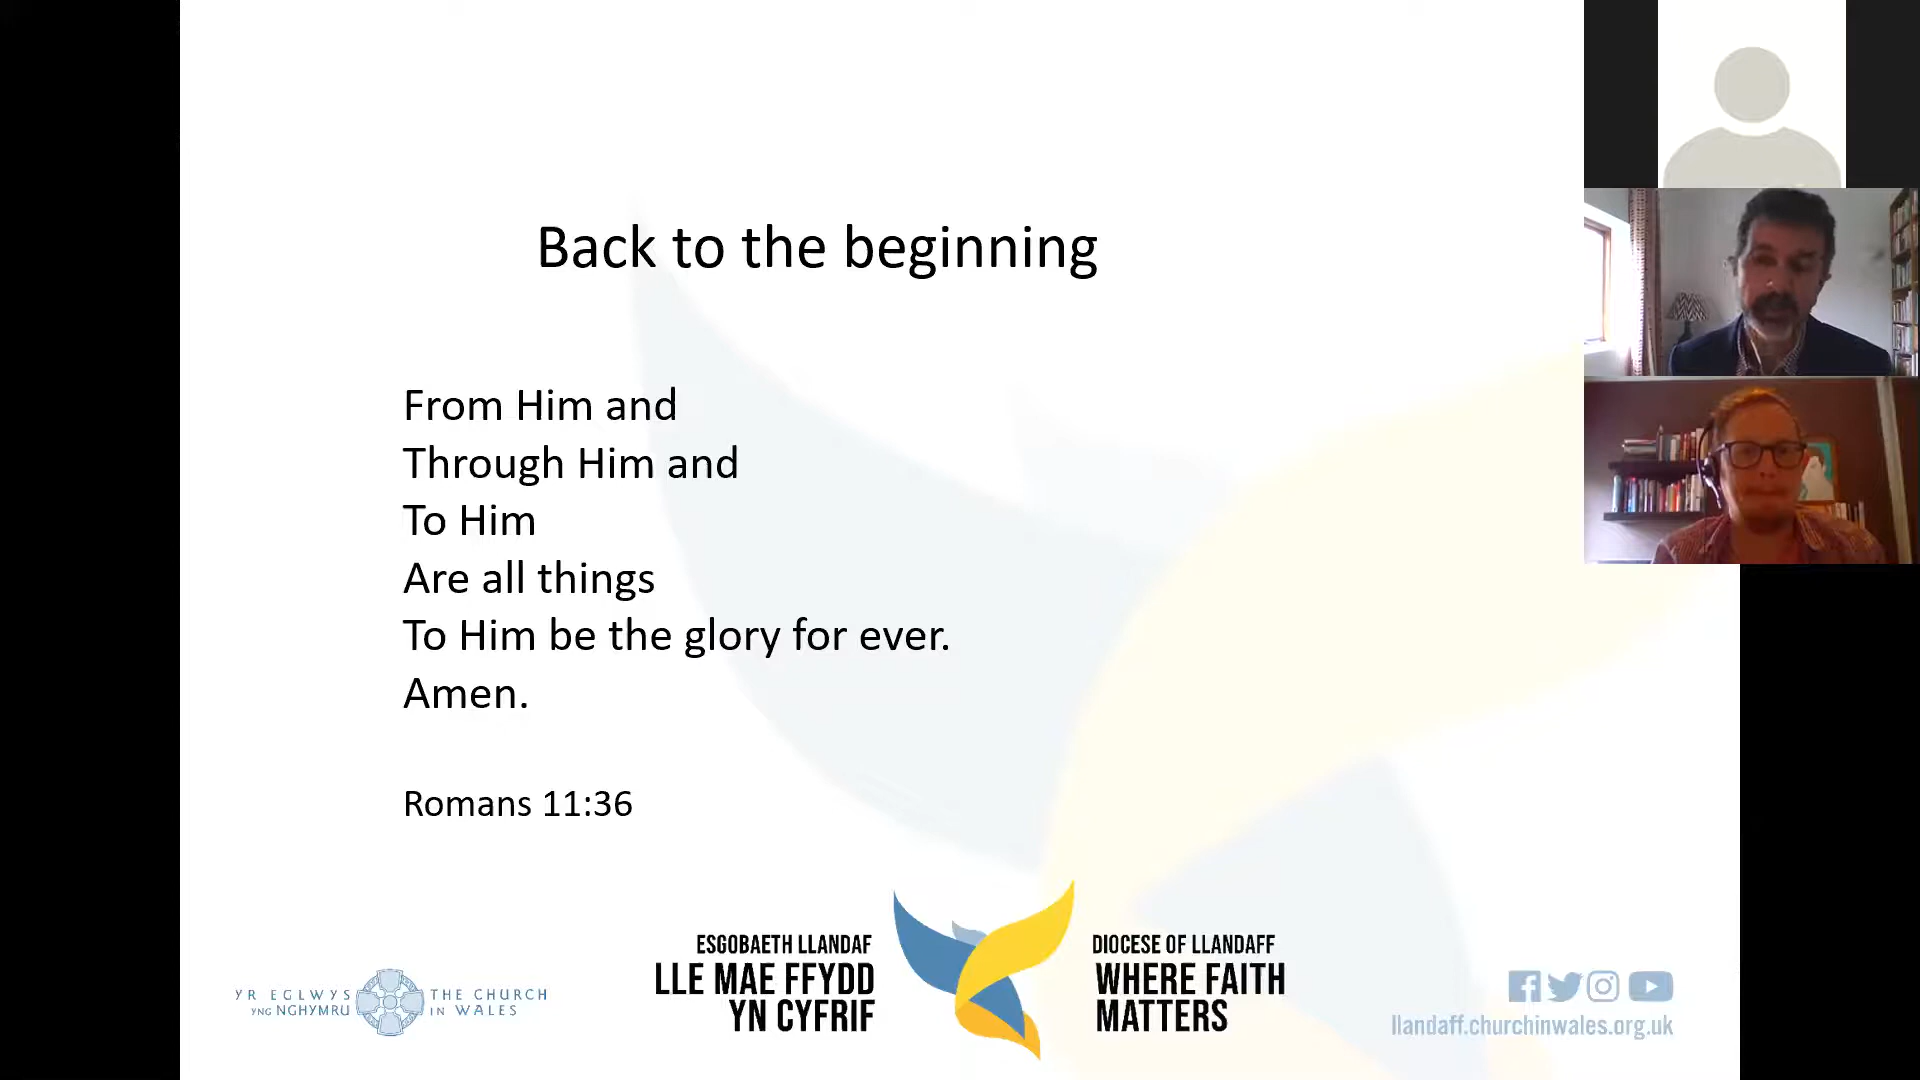 Back to the beginning
From Him and
Through Him and
To Him
Are all things
To Him be the glory for ever.
Amen.
Romans 11:36
YR EGLWYS
YNG NGHYMRU
THE CHURCH
IN WALES
ESGOBAETH LLANDAF
LLE MAE FFYDD
YN CYFRIF
DIOCESE OF LLANDAFF
WHERE FAITH
MATTERS
llandaff.churchinwales.org.uk